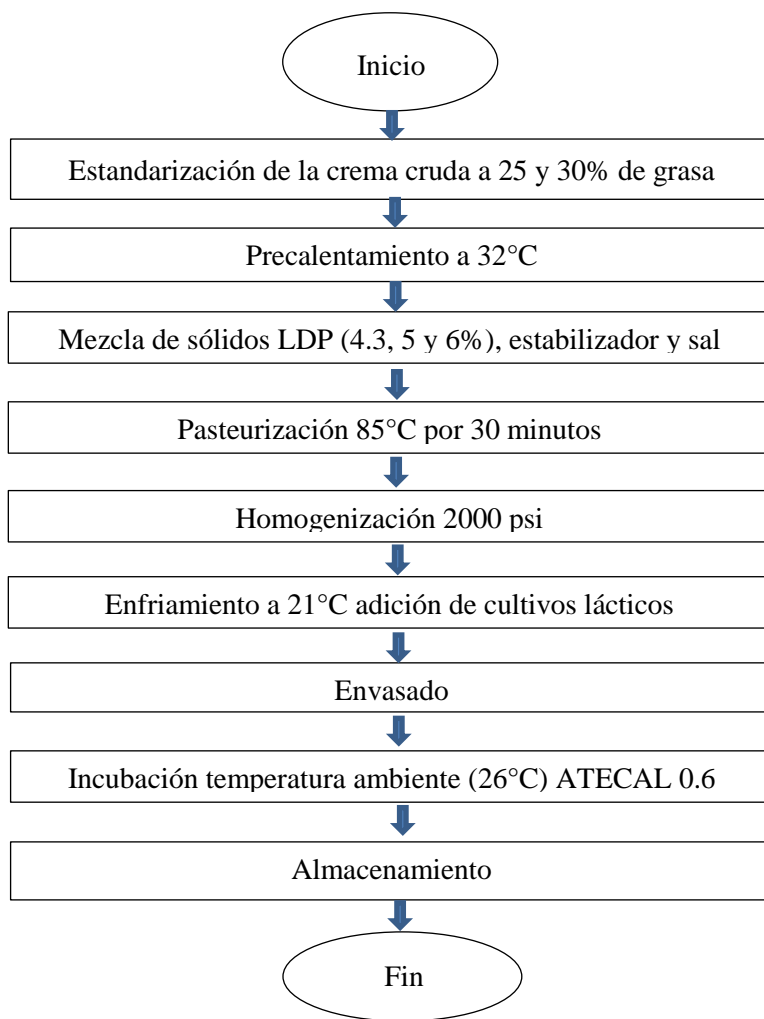 Inicio
Estandarización de la crema cruda a 25 y 30% de grasa
Precalentamiento a 32°C
Mezcla de sólidos LDP (4.3, 5 y 6%), estabilizador y sal
Pasteurización 85°C por 30 minutos
Homogenización 2000 psi
Enfriamiento a 21°C adición de cultivos lácticos
Envasado
Incubación temperatura ambiente (26°C) ATECAL 0.6
Almacenamiento
Fin